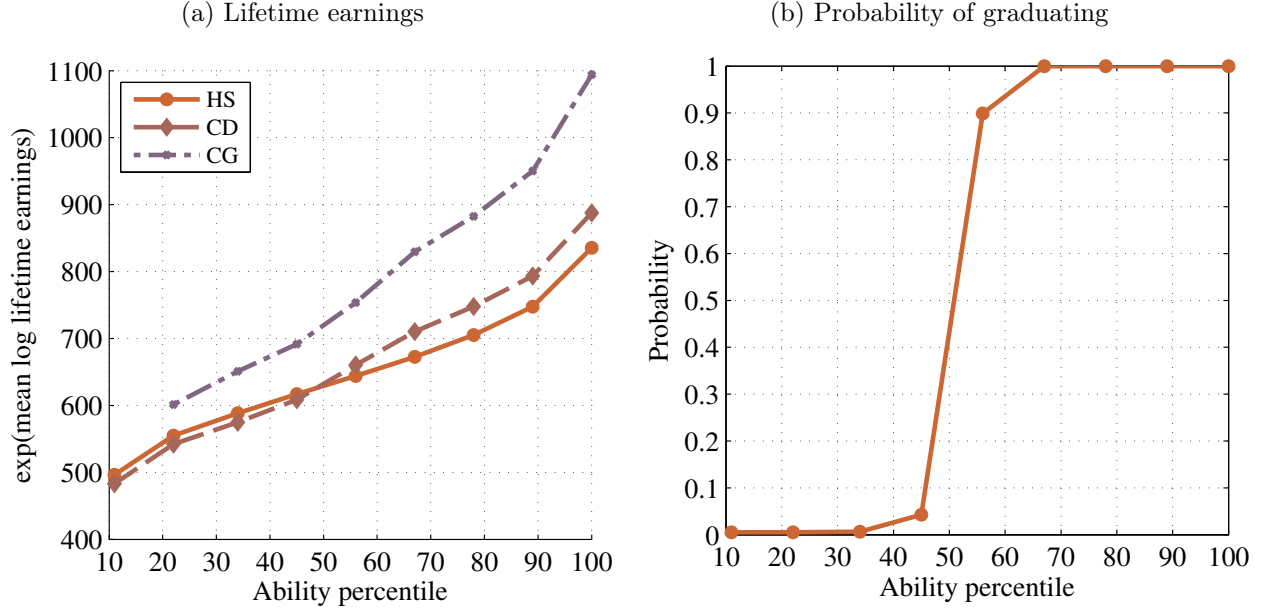 (a) Lifetime earnings
exp(mean log lifetime earnings)
1100
1000
900
800
700
600
500
400
HS
CD
CG
10 20 30 40 50 60 70 80 90 100
Ability percentile
(b) Probability of graduating
Probability
1
0.9
0.8
0.7
0.6
0.5
0.4
0.3
0.2
0.1
0
10 20 30 40 50 60 70 80 90 100
Ability percentile